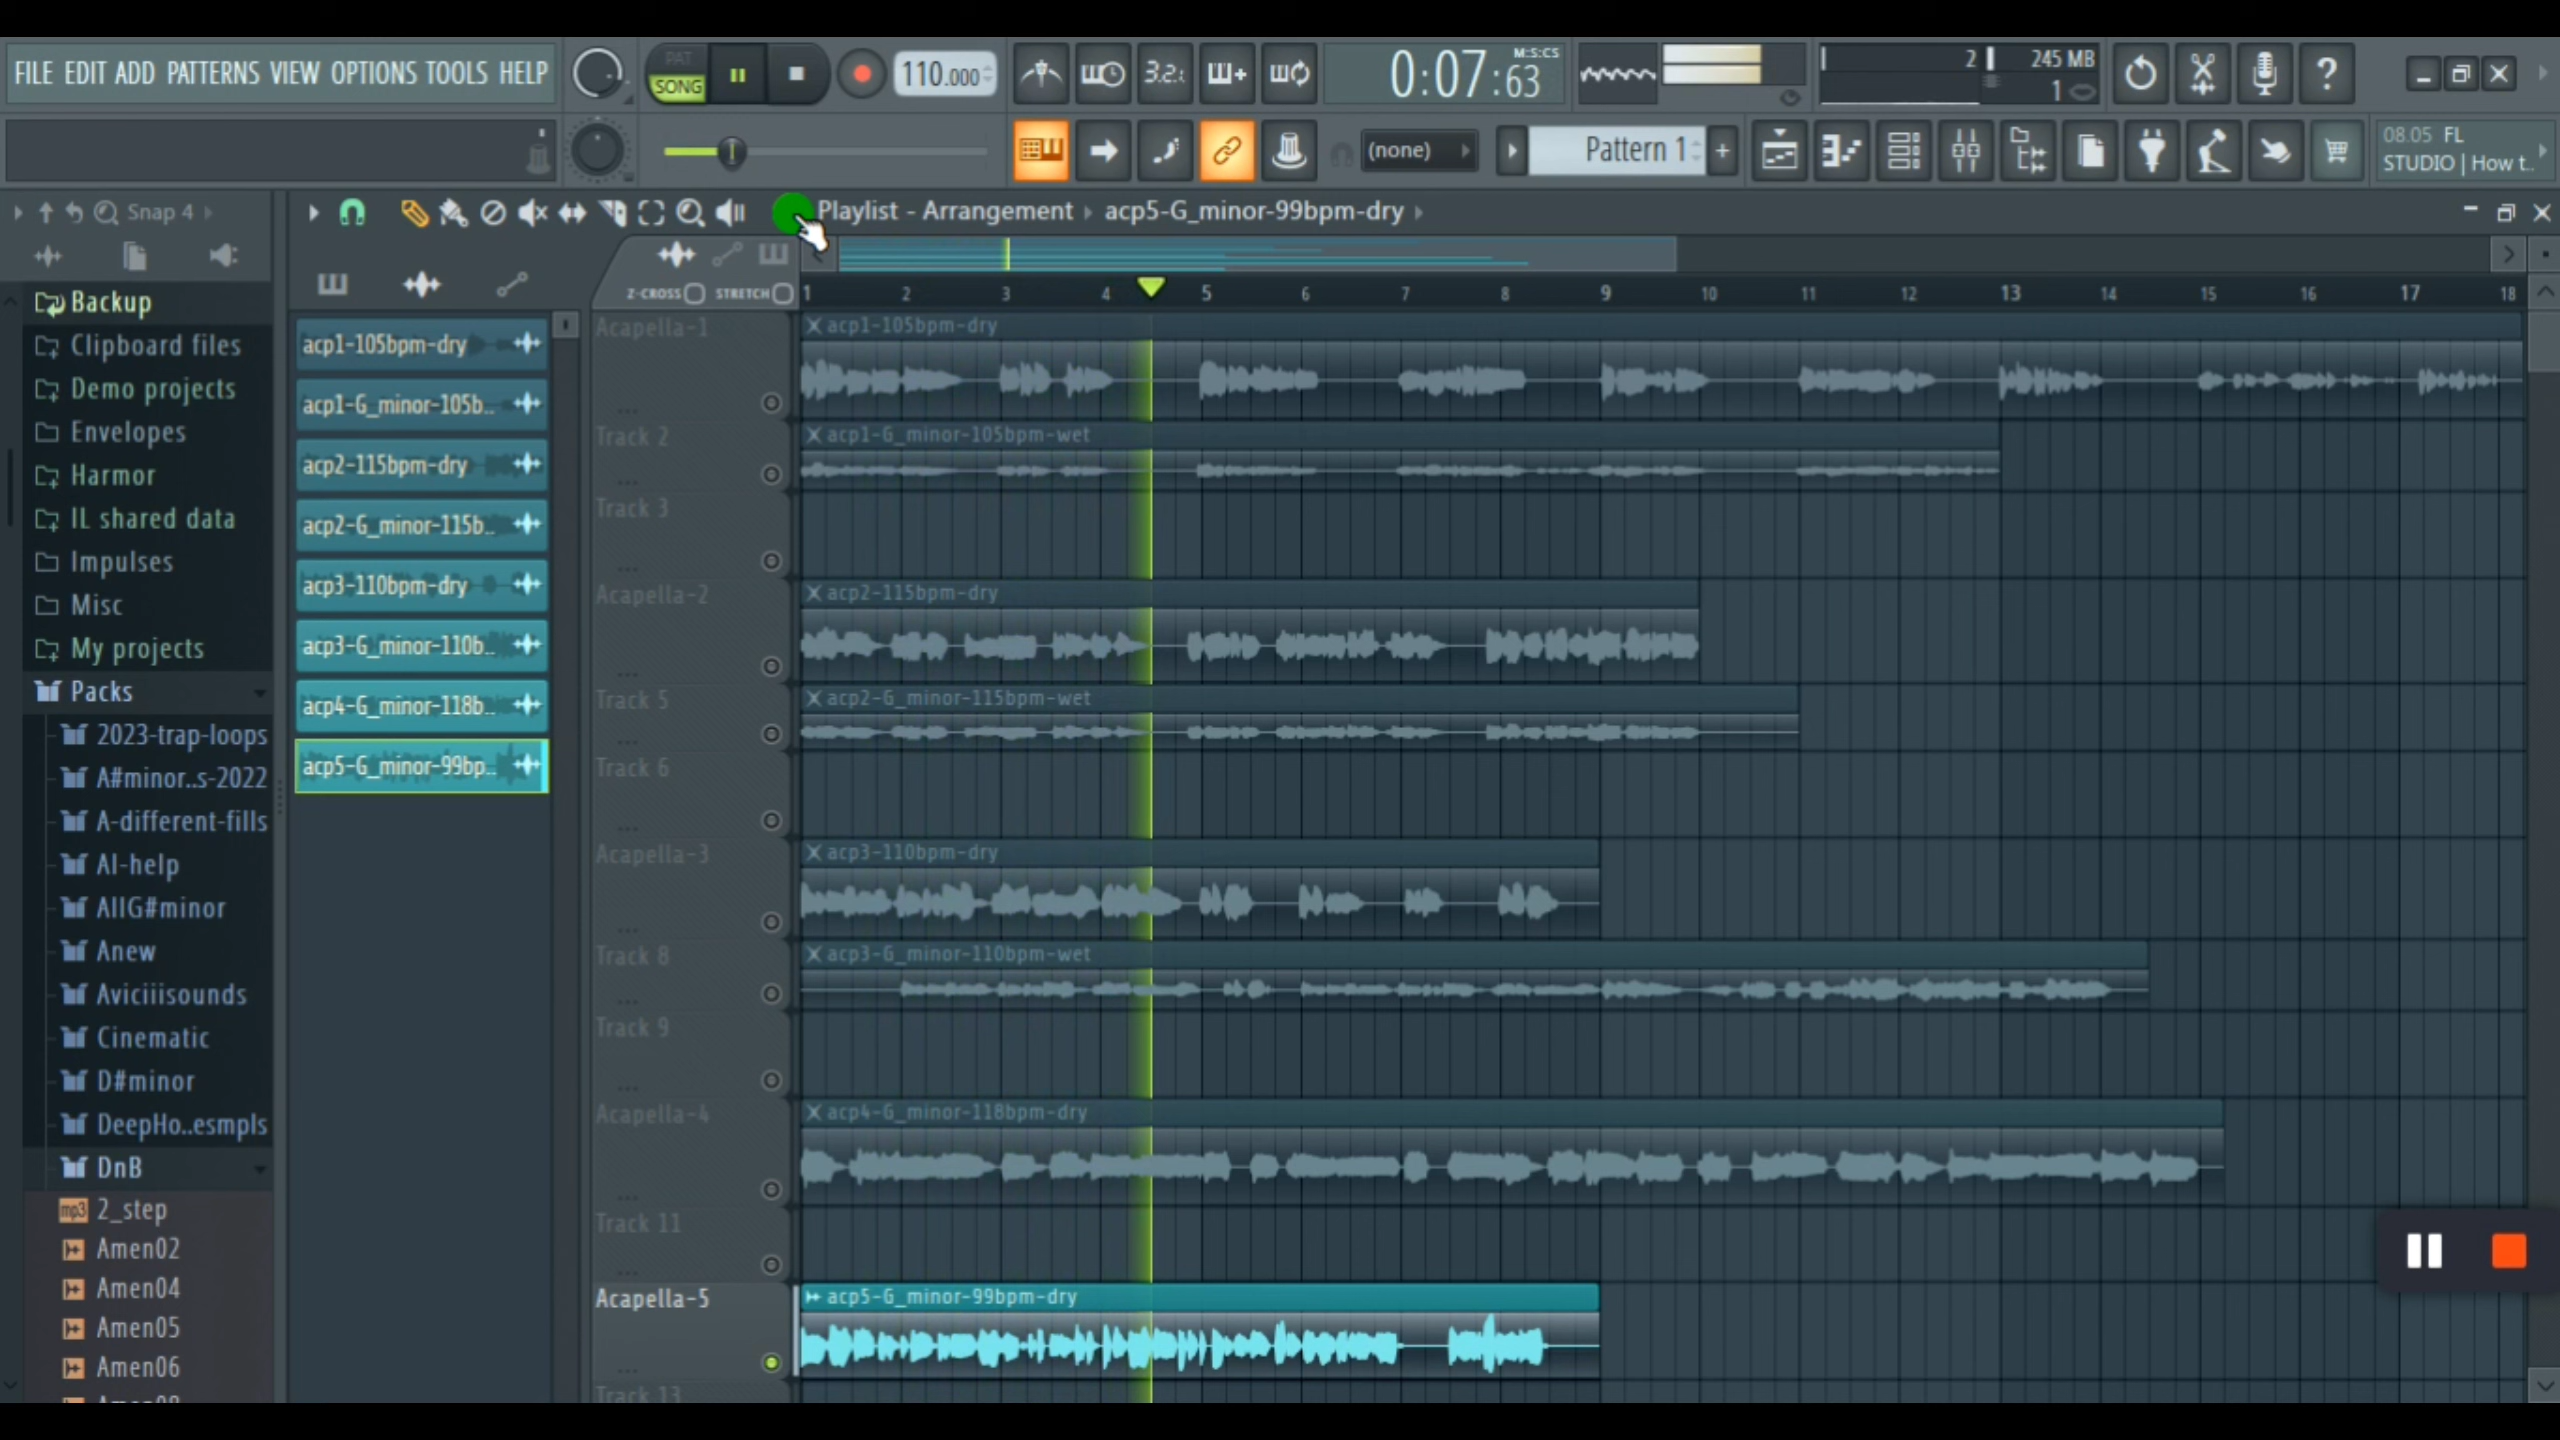 FILE EDIT ADD PATTERNS VIEW OPTIONS TOOLS HELP
PAT
SONG
110.000
3.2.
0:07:63
M:S:CS
2
245 MB
1
(none)
Pattern 1
+
08.05 FL
STUDIO | How t..
Snap 4
Playlist - Arrangement
acp5-G_minor-99bpm-dry
Z-CROSS
STRETCH
1 2 3 4 5 6 7 8 9 10 11 12 13 14 15 16 17 18
Backup
Clipboard files
Demo projects
Envelopes
Harmor
IL shared data
Impulses
Misc
My projects
Packs
2023-trap-loops
A#minor..s-2022
A-different-fills
AI-help
AllG#minor
Anew
Aviciiisounds
Cinematic
D#minor
DeepHo..esmpls
DnB
mp3 2_step
Amen02
Amen04
Amen05
Amen06
acp1-105bpm-dry
acp1-G_minor-105b..
acp2-115bpm-dry
acp2-G_minor-115b..
acp3-110bpm-dry
acp3-G_minor-110b..
acp4-G_minor-118b..
acp5-G_minor-99bp..
Acapella-1
acp1-105bpm-dry
Track 2
acp1-G_minor-105bpm-wet
Track 3
Acapella-2
acp2-115bpm-dry
Track 5
acp2-G_minor-115bpm-wet
Track 6
Acapella-3
acp3-110bpm-dry
Track 8
acp3-G_minor-110bpm-wet
Track 9
Acapella-4
acp4-G_minor-118bpm-dry
Track 11
Acapella-5
acp5-G_minor-99bpm-dry
Track 13